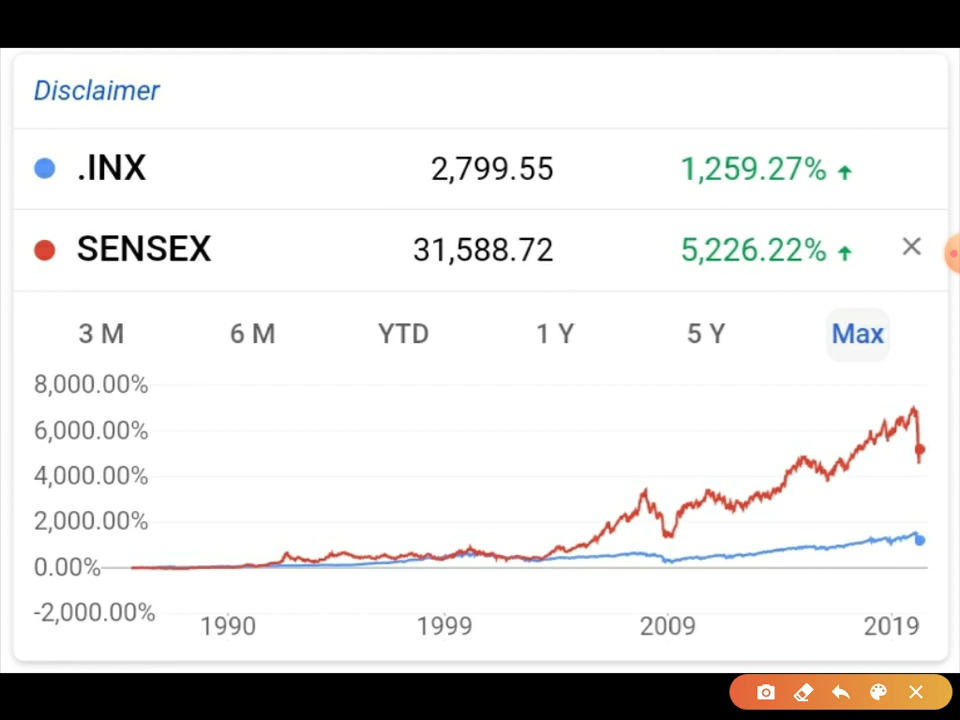 Disclaimer
.INX 2,799.55 1,259.27%
SENSEX 31,588.72 5,226.22%
3 M 6 M YTD 1 Y 5 Y Max
8,000.00%
6,000.00%
4,000.00%
2,000.00%
0.00%
-2,000.00%
1990 1999 2009 2019